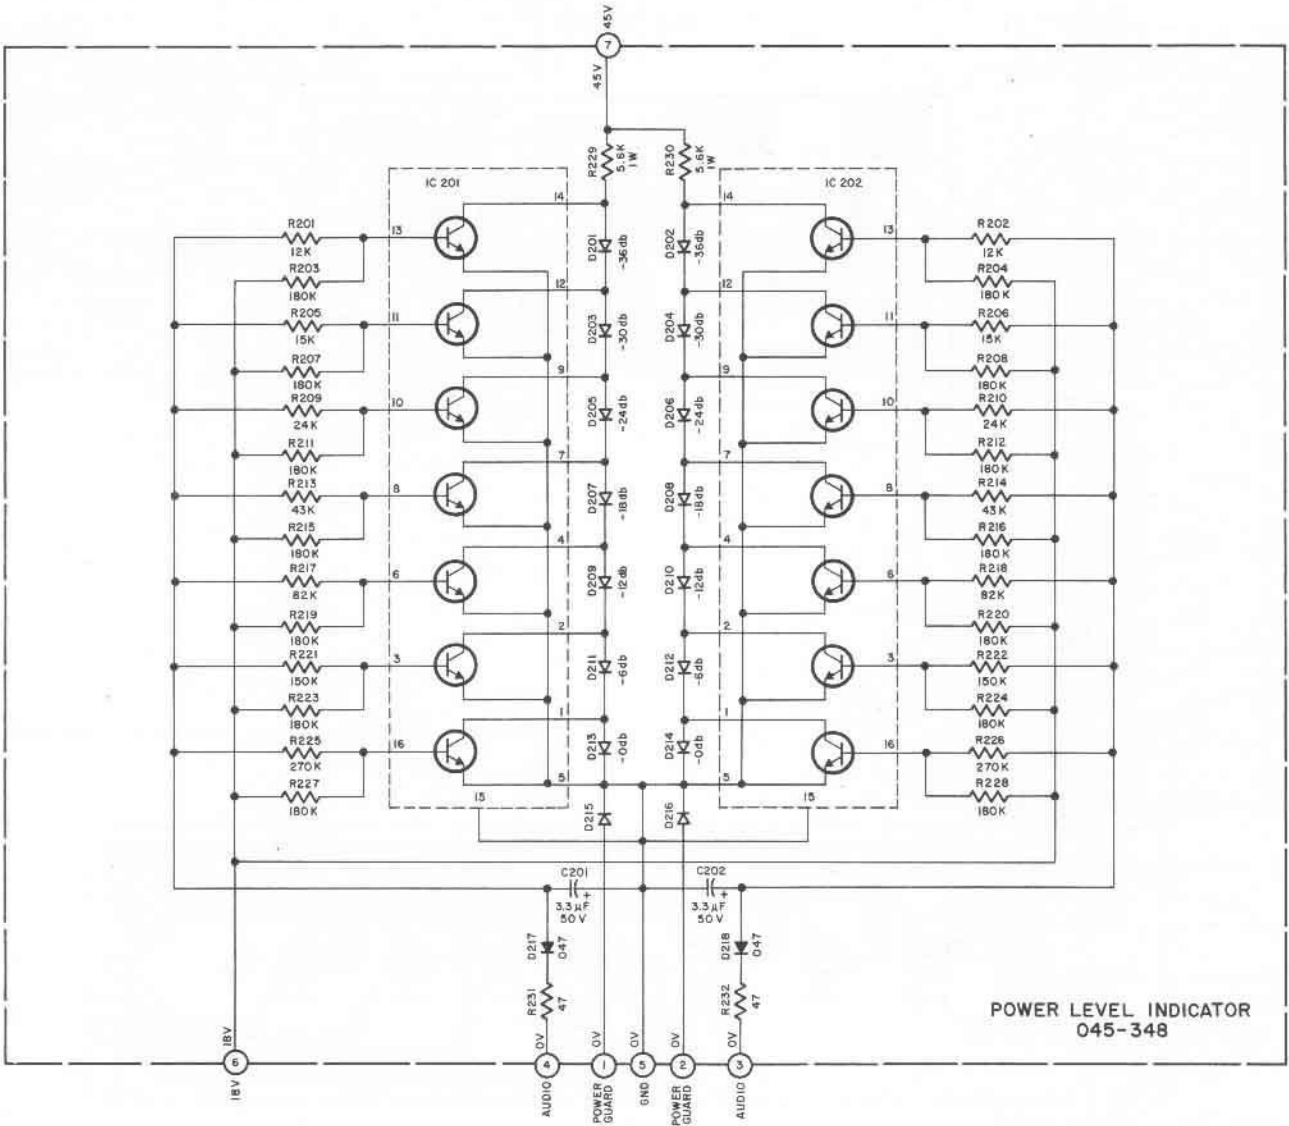 45V
7
45V
R229
5.6K
1W
R230
5.6K
1W
IC 201
IC 202
R201
12K
13
14
D201
-36db
D202
-36db
14
13
R202
12K
R203
180K
12
12
R204
180K
R205
15K
11
D203
-30db
D204
-30db
11
R206
15K
R207
180K
9
9
R208
180K
R209
24K
10
D205
-24db
D206
-24db
10
R210
24K
R211
180K
7
7
R212
180K
R213
43K
8
D207
-18db
D208
-18db
8
R214
43K
R215
180K
4
4
R216
180K
R217
82K
6
D209
-12db
D210
-12db
6
R218
82K
R219
180K
2
2
R220
180K
R221
150K
3
D211
-6db
D212
-6db
3
R222
150K
R223
180K
1
1
R224
180K
R225
270K
16
D213
-0db
D214
-0db
16
R226
270K
R227
180K
5
5
R228
180K
15
D215
D216
15
C201
+
3.3µF
50V
C202
+
3.3µF
50V
D217
047
D218
047
R231
47
R232
47
POWER LEVEL INDICATOR
045-348
18V
0V
0V
0V
0V
0V
6
4
1
5
2
3
18V
AUDIO
POWER
GUARD
GND
POWER
GUARD
AUDIO